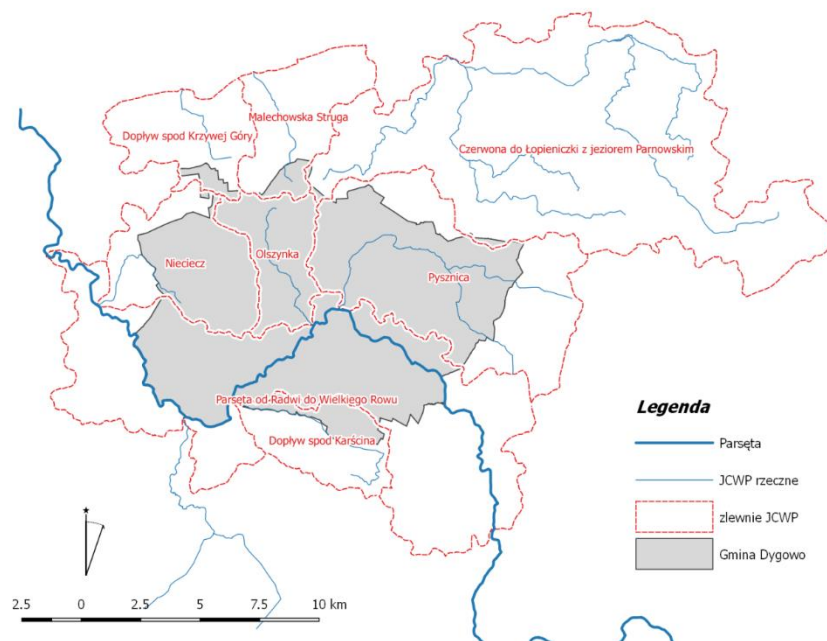 Malechowska Struga
Dopływ spod Krzywej Góry
Czerwona do Łopieniczki z jeziorem Parnowskim
Nieciecz
Olszynka
Pysznica
Parsęta od Radwi do Wielkiego Rowu
Dopływ spod Karścina
Legenda
Parsęta
JCWP rzeczne
zlewnie JCWP
Gmina Dygowo
2.5 0 2.5 5 7.5 10 km